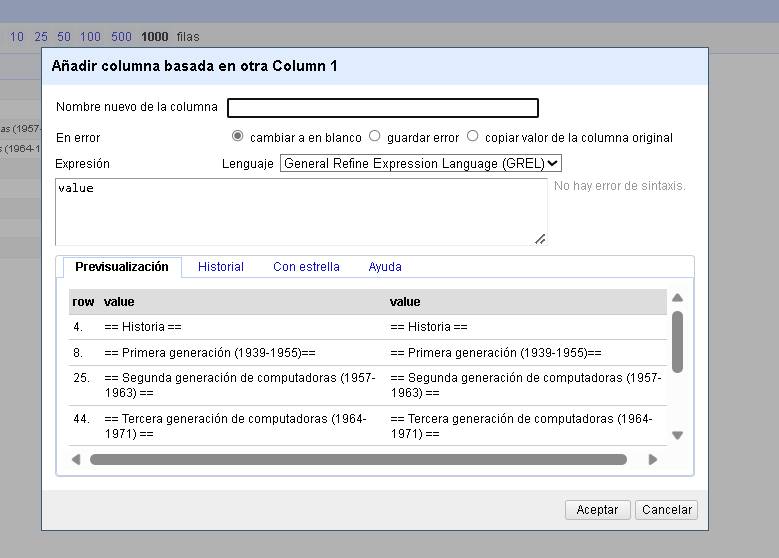 10 25 50 100 500 1000 filas
Añadir columna basada en otra Column 1
Nombre nuevo de la columna
as (1957-
En error cambiar a en blanco guardar error copiar valor de la columna original
s (1964-1
Expresión Lenguaje General Refine Expression Language (GREL)
value
No hay error de sintaxis.
Previsualización Historial Con estrella Ayuda
row value value
4. == Historia == == Historia ==
8. == Primera generación (1939-1955)== == Primera generación (1939-1955)==
25. == Segunda generación de computadoras (1957- == Segunda generación de computadoras (1957-
1963) == 1963) ==
44. == Tercera generación de computadoras (1964- == Tercera generación de computadoras (1964-
1971) == 1971) ==
Aceptar Cancelar